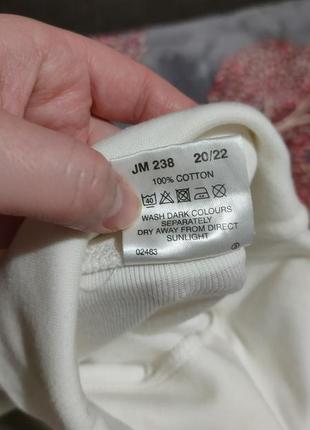 JM 238 20/22
100% COTTON
40
WASH DARK COLOURS
SEPARATELY
DRY AWAY FROM DIRECT
SUNLIGHT
02463